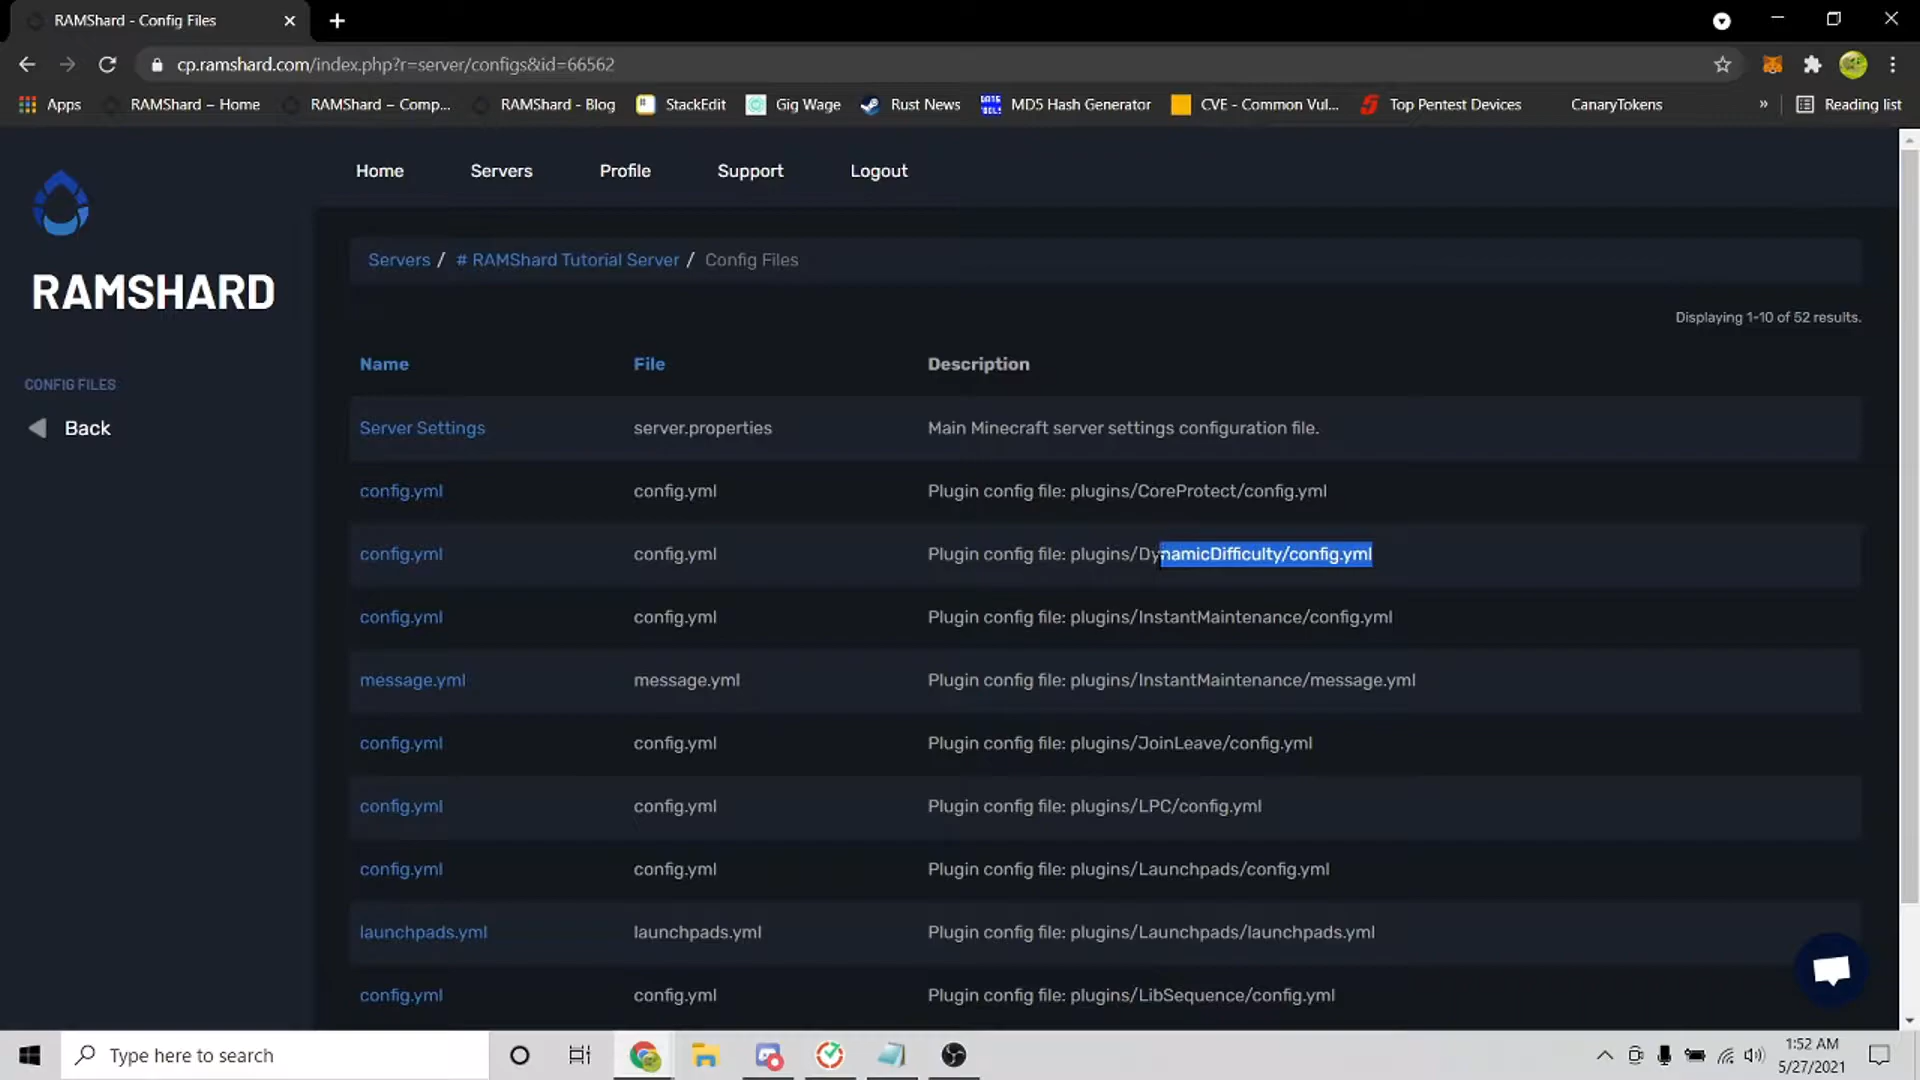 RAMShard - Config Files
cp.ramshard.com/index.php?r=server/configs&id=66562
Apps RAMShard – Home RAMShard – Comp... RAMShard - Blog StackEdit Gig Wage Rust News MD5 Hash Generator CVE - Common Vul... Top Pentest Devices CanaryTokens » Reading list
Home Servers Profile Support Logout
RAMSHARD
Servers / # RAMShard Tutorial Server / Config Files
Displaying 1-10 of 52 results.
CONFIG FILES
Back
Name File Description
Server Settings server.properties Main Minecraft server settings configuration file.
config.yml config.yml Plugin config file: plugins/CoreProtect/config.yml
config.yml config.yml Plugin config file: plugins/DynamicDifficulty/config.yml
config.yml config.yml Plugin config file: plugins/InstantMaintenance/config.yml
message.yml message.yml Plugin config file: plugins/InstantMaintenance/message.yml
config.yml config.yml Plugin config file: plugins/JoinLeave/config.yml
config.yml config.yml Plugin config file: plugins/LPC/config.yml
config.yml config.yml Plugin config file: plugins/Launchpads/config.yml
launchpads.yml launchpads.yml Plugin config file: plugins/Launchpads/launchpads.yml
config.yml config.yml Plugin config file: plugins/LibSequence/config.yml
Type here to search
1:52 AM
5/27/2021